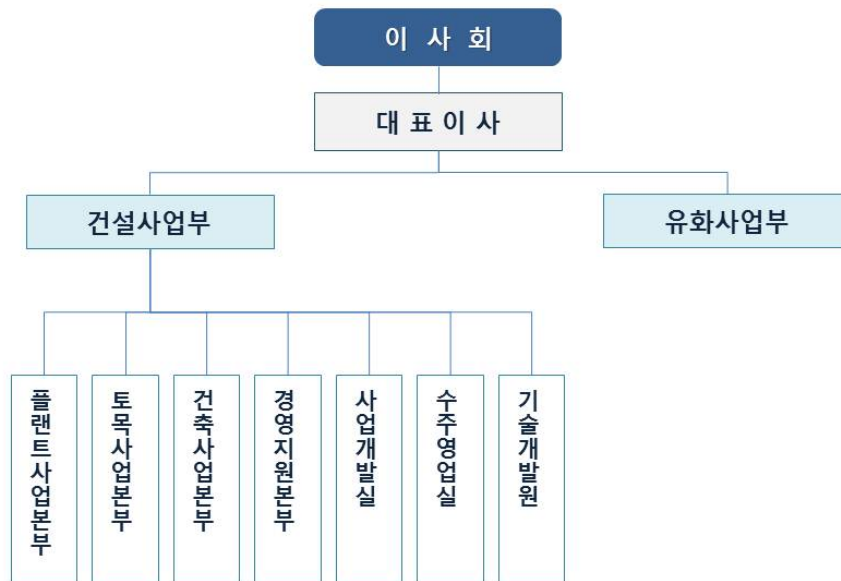 이 사 회
대 표 이 사
건설사업부
유화사업부
플랜트사업본부
토목사업본부
건축사업본부
경영지원본부
사업개발실
수주영업실
기술개발원